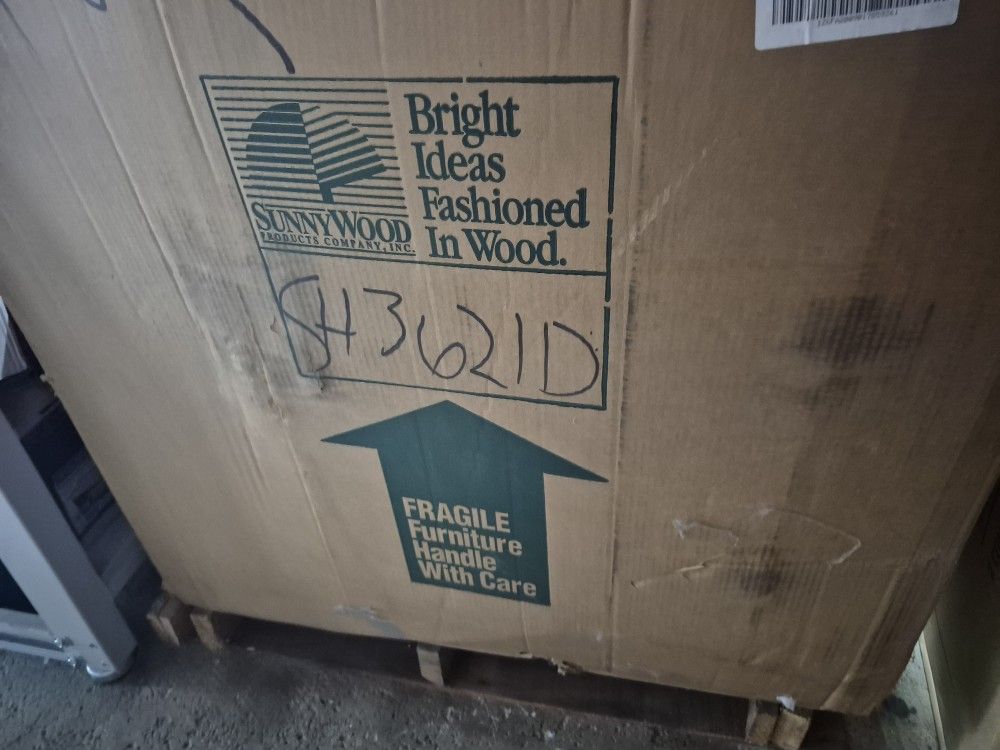 Bright
Ideas
Fashioned
In Wood.
SUNNYWOOD
PRODUCTS COMPANY, INC.
SH3621D
FRAGILE
Furniture
Handle
With Care